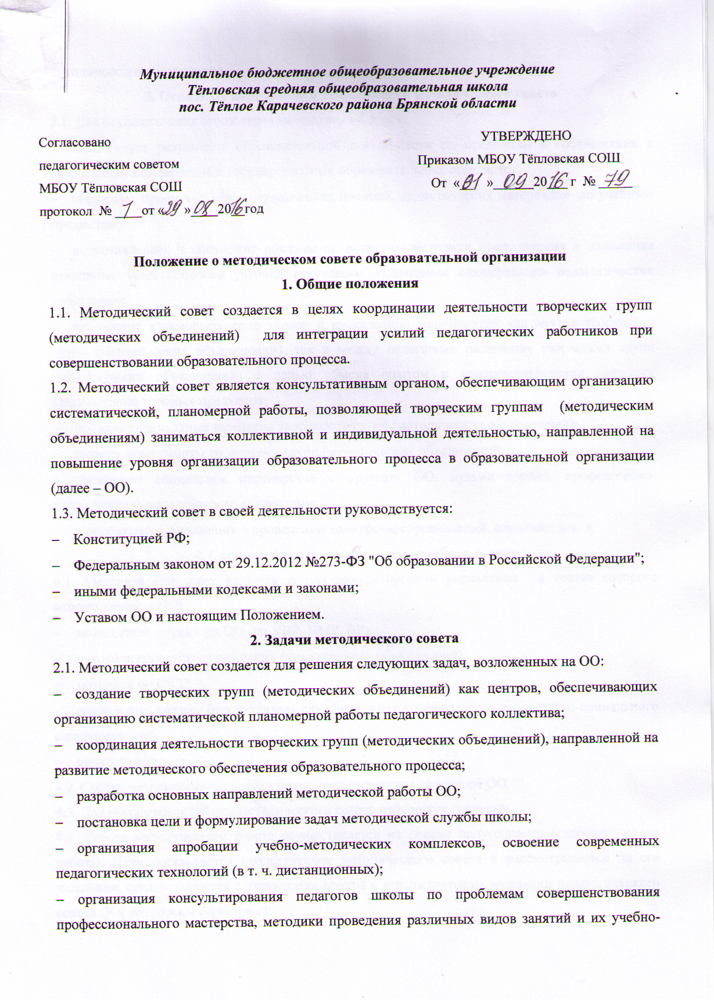 Муниципальное бюджетное общеобразовательное учреждение
Тёпловская средняя общеобразовательная школа
пос. Тёплое Карачевского района Брянской области
Согласовано
педагогическим советом
МБОУ Тёпловская СОШ
протокол № 1 от «29» 08 2016 год
УТВЕРЖДЕНО
Приказом МБОУ Тёпловская СОШ
От «01» 09 2016 г № 79
Положение о методическом совете образовательной организации
1. Общие положения
1.1. Методический совет создается в целях координации деятельности творческих групп
(методических объединений) для интеграции усилий педагогических работников при
совершенствовании образовательного процесса.
1.2. Методический совет является консультативным органом, обеспечивающим организацию
систематической, планомерной работы, позволяющей творческим группам (методическим
объединениям) заниматься коллективной и индивидуальной деятельностью, направленной на
повышение уровня организации образовательного процесса в образовательной организации
(далее – ОО).
1.3. Методический совет в своей деятельности руководствуется:
– Конституцией РФ;
– Федеральным законом от 29.12.2012 №273-ФЗ "Об образовании в Российской Федерации";
– иными федеральными кодексами и законами;
– Уставом ОО и настоящим Положением.
2. Задачи методического совета
2.1. Методический совет создается для решения следующих задач, возложенных на ОО:
– создание творческих групп (методических объединений) как центров, обеспечивающих
организацию систематической планомерной работы педагогического коллектива;
– координация деятельности творческих групп (методических объединений), направленной на
развитие методического обеспечения образовательного процесса;
– разработка основных направлений методической работы ОО;
– постановка цели и формулирование задач методической службы школы;
– организация апробации учебно-методических комплексов, освоение современных
педагогических технологий (в т. ч. дистанционных);
– организация консультирования педагогов школы по проблемам совершенствования
профессионального мастерства, методики проведения различных видов занятий и их учебно-